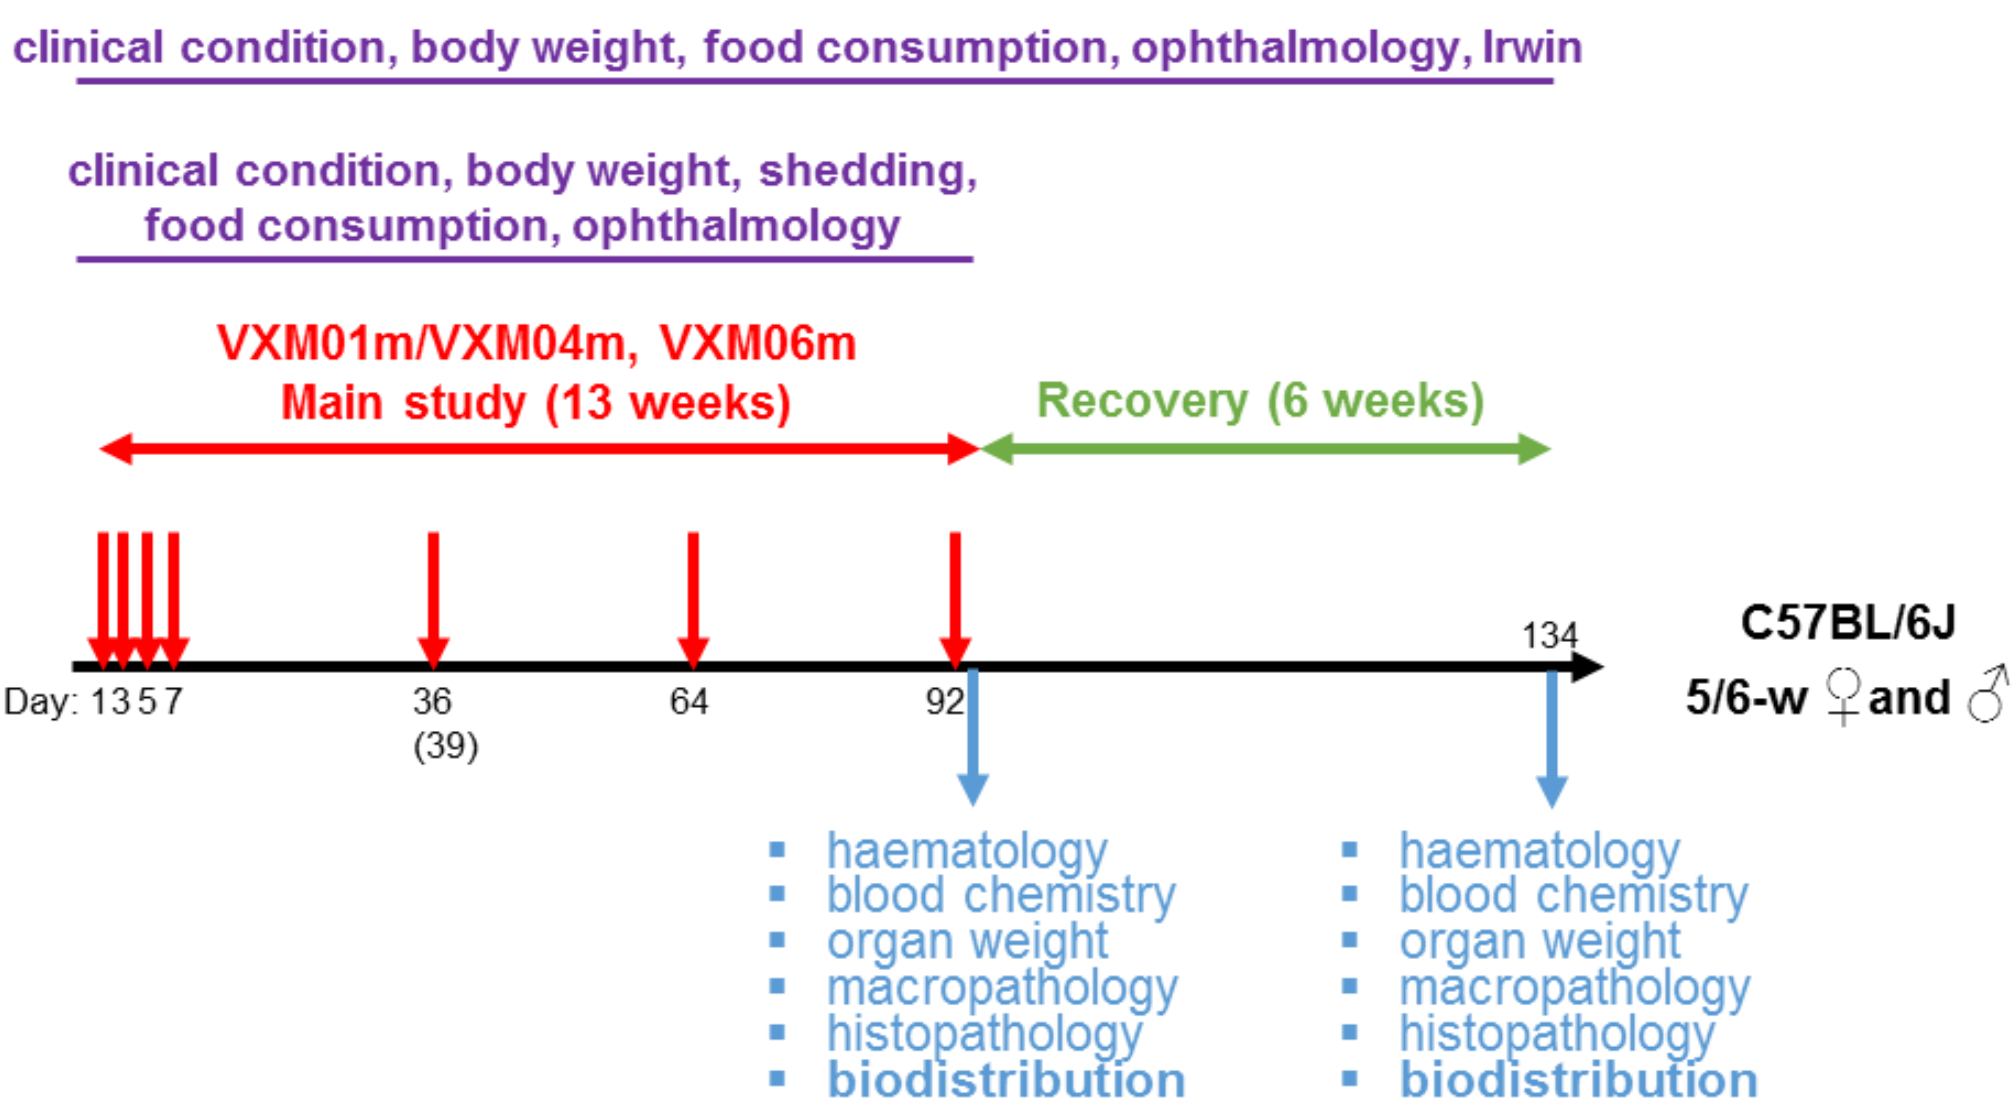 clinical condition, body weight, food consumption, ophthalmology, Irwin
clinical condition, body weight, shedding,
food consumption, ophthalmology
VXM01m/VXM04m, VXM06m
Main study (13 weeks)
Recovery (6 weeks)
134
Day: 1 3 5 7
36
(39)
64
92
C57BL/6J
5/6-w ♀ and ♂
▪ haematology
▪ blood chemistry
▪ organ weight
▪ macropathology
▪ histopathology
▪ biodistribution
▪ haematology
▪ blood chemistry
▪ organ weight
▪ macropathology
▪ histopathology
▪ biodistribution